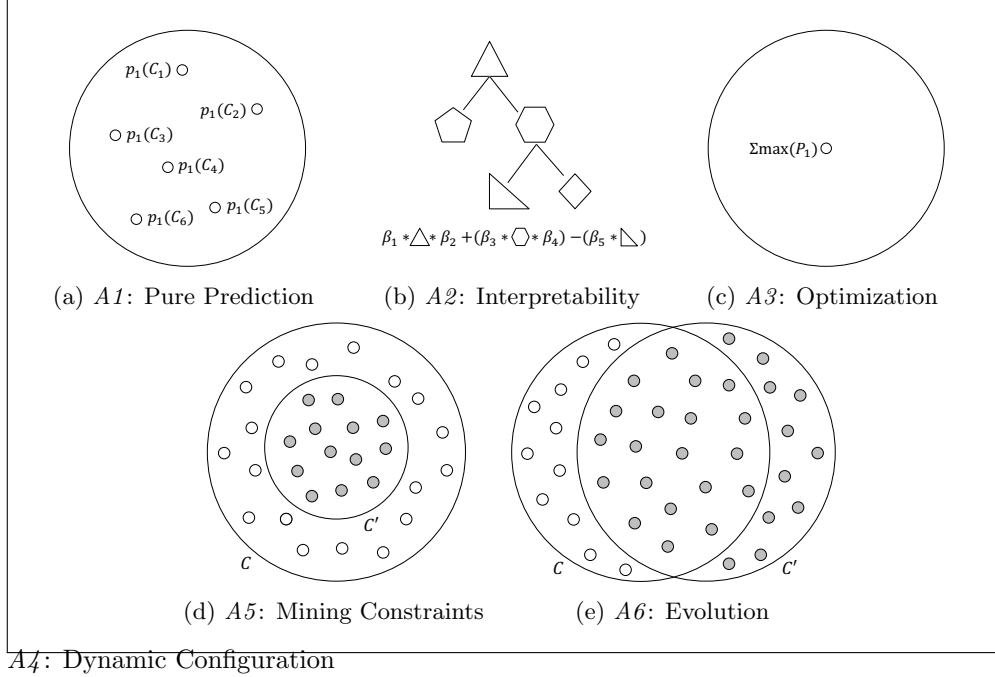 p₁(C₁)
p₁(C₂)
p₁(C₃)
p₁(C₄)
p₁(C₅)
p₁(C₆)
β₁ *△* β₂ +(β₃ *⬡* β₄) −(β₅ *◺)
Σmax(P₁)
(a) A1: Pure Prediction
(b) A2: Interpretability
(c) A3: Optimization
C
C′
C
C′
(d) A5: Mining Constraints
(e) A6: Evolution
A4: Dynamic Configuration